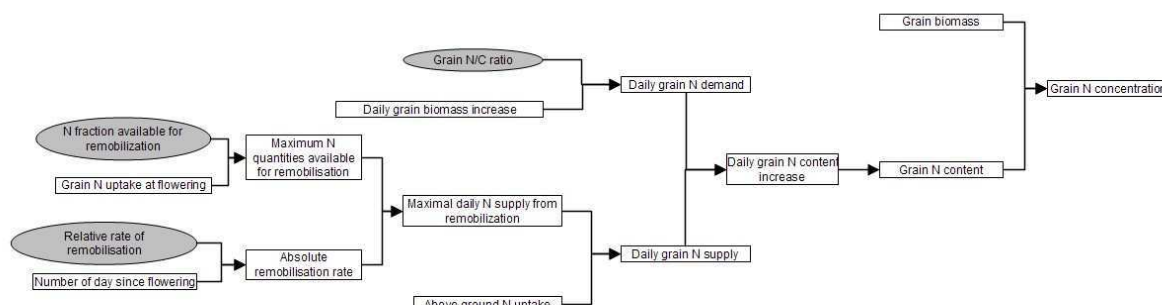 Grain biomass
Grain N/C ratio
Daily grain N demand
Grain N concentration
Daily grain biomass increase
N fraction available for
remobilization
Maximum N
quantities available
for remobilisation
Grain N uptake at flowering
Daily grain N content
increase
Grain N content
Maximal daily N supply from
remobilization
Relative rate of
remobilisation
Absolute
remobilisation rate
Daily grain N supply
Number of day since flowering
Above ground N uptake